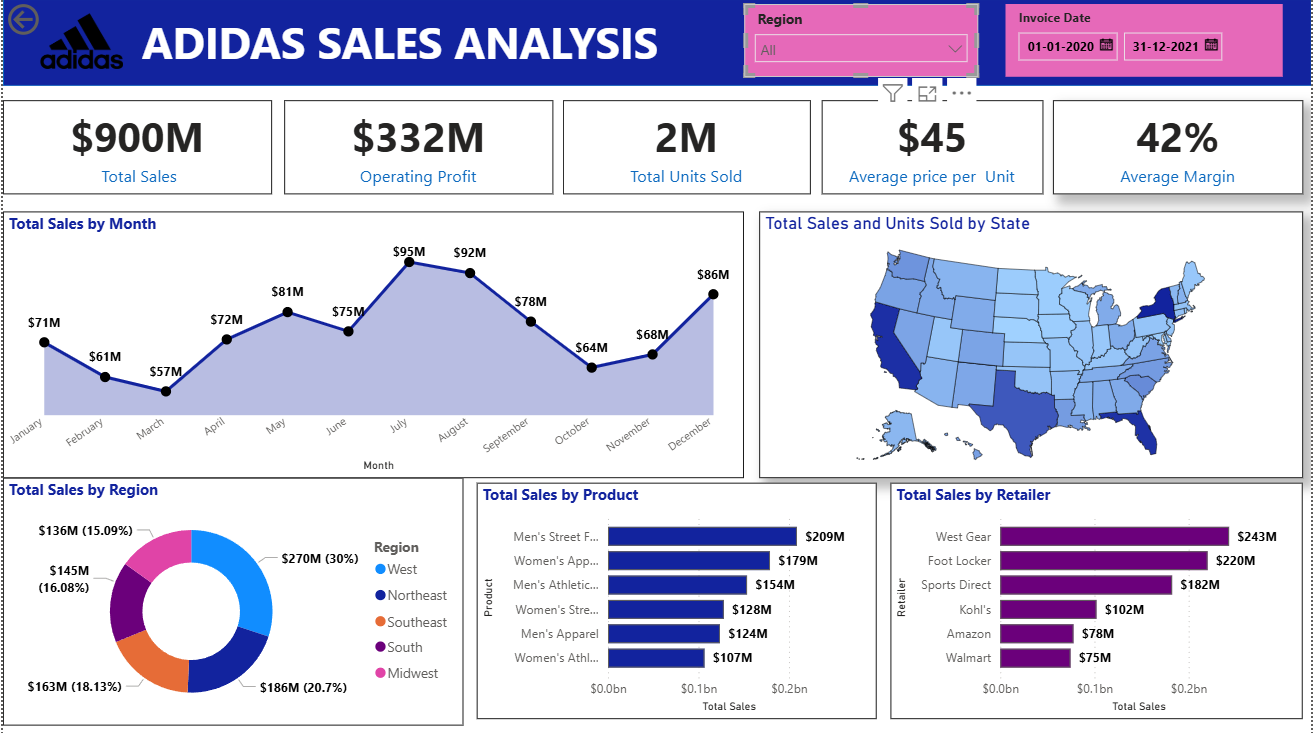 adidas
ADIDAS SALES ANALYSIS
Region
All
Invoice Date
01-01-2020
31-12-2021
$900M
Total Sales
$332M
Operating Profit
2M
Total Units Sold
$45
Average price per  Unit
42%
Average Margin
Total Sales by Month
$71M
$61M
$57M
$72M
$81M
$75M
$95M
$92M
$78M
$64M
$68M
$86M
January
February
March
April
May
June
July
August
September
October
November
December
Month
Total Sales and Units Sold by State
Total Sales by Region
$136M (15.09%)
$270M (30%)
$145M
(16.08%)
$163M (18.13%)
$186M (20.7%)
Region
West
Northeast
Southeast
South
Midwest
Total Sales by Product
Product
Men's Street F... $209M
Women's App... $179M
Men's Athletic... $154M
Women's Stre... $128M
Men's Apparel $124M
Women's Athl... $107M
$0.0bn $0.1bn $0.2bn
Total Sales
Total Sales by Retailer
Retailer
West Gear $243M
Foot Locker $220M
Sports Direct $182M
Kohl's $102M
Amazon $78M
Walmart $75M
$0.0bn $0.1bn $0.2bn
Total Sales